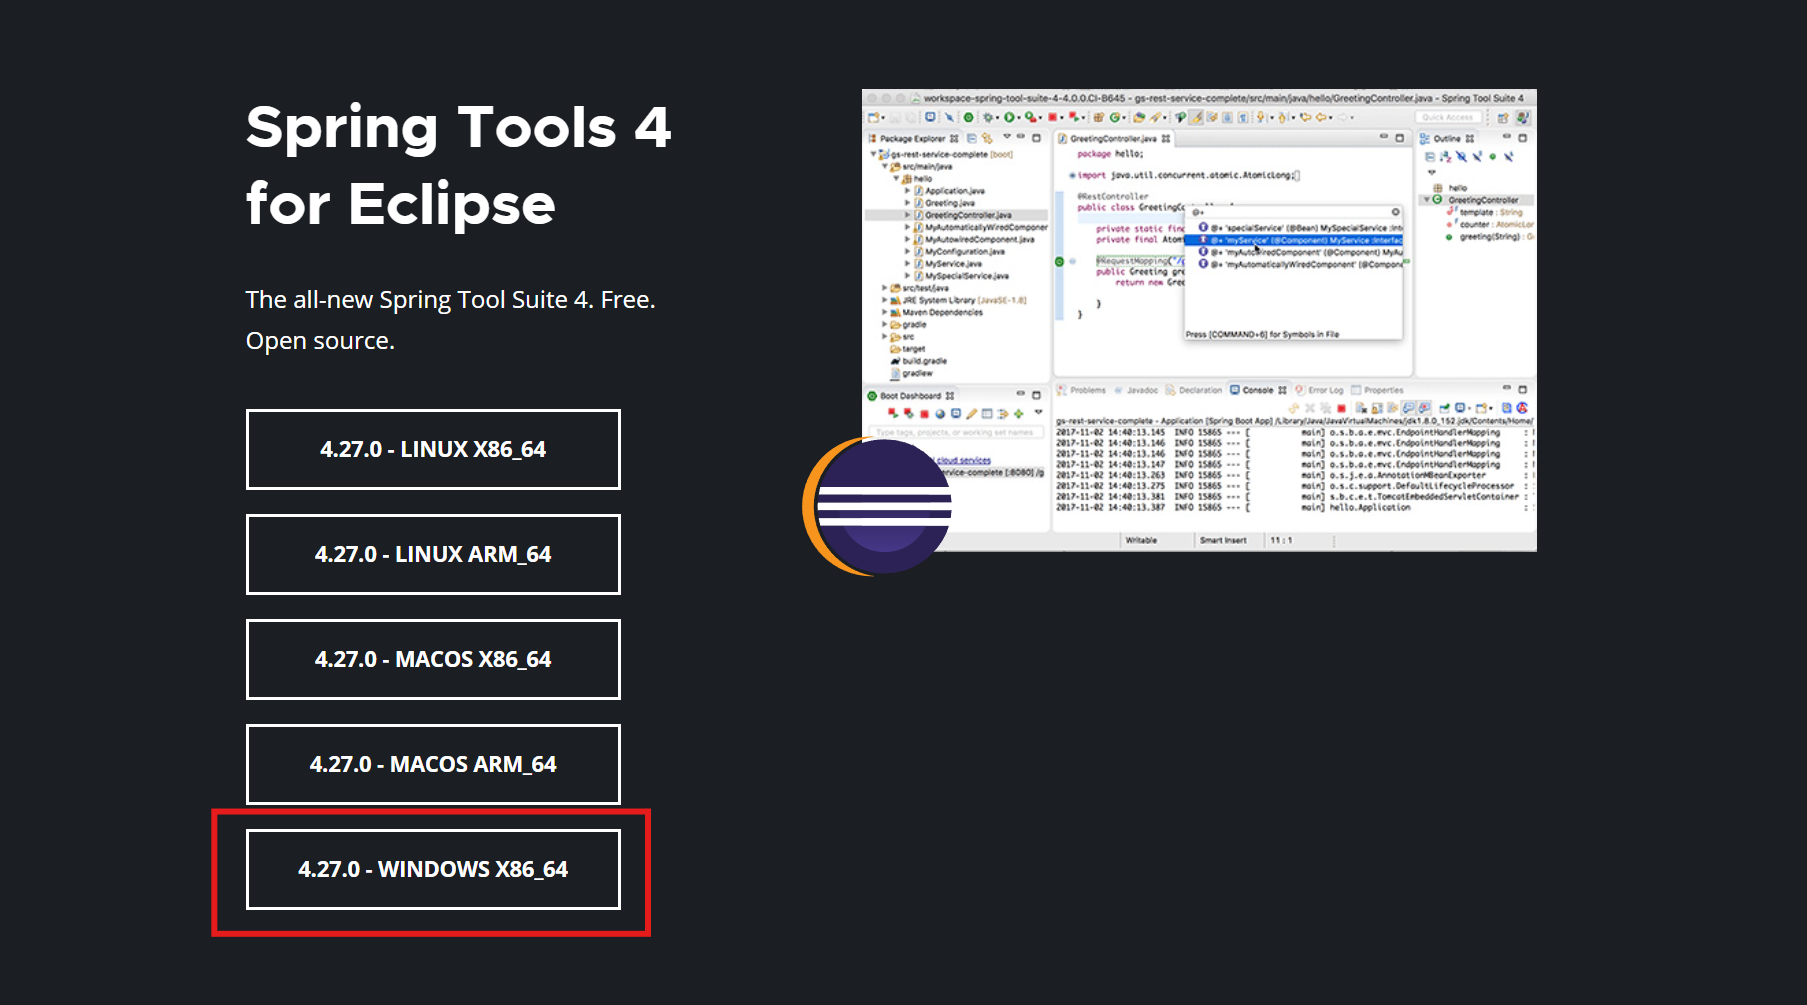 Spring Tools 4
for Eclipse
The all-new Spring Tool Suite 4. Free.
Open source.
4.27.0 - LINUX X86_64
4.27.0 - LINUX ARM_64
4.27.0 - MACOS X86_64
4.27.0 - MACOS ARM_64
4.27.0 - WINDOWS X86_64
workspace-spring-tool-suite-4-4.0.0.CI-B645 - gs-rest-service-complete/src/main/java/hello/GreetingController.java - Spring Tool Suite 4
Quick Access
Package Explorer
gs-rest-service-complete [boot]
src/main/java
hello
Application.java
Greeting.java
GreetingController.java
MyAutomaticallyWiredComponer
MyAutowiredComponent.java
MyConfiguration.java
MyService.java
MySpecialService.java
src/test/java
JRE System Library [JavaSE-1.8]
Maven Dependencies
gradle
src
target
build.gradle
gradlew
GreetingController.java
package hello;
import java.util.concurrent.atomic.AtomicLong;
@RestController
public class GreetingC
private static fin
private final Atom
@RequestMapping("/g
public Greeting gre
return new Gree
}
}
@+
@+ 'specialService' (@Bean) MySpecialService :Inte
@+ 'myService' (@Component) MyService :Interfac
@+ 'myAutowiredComponent' (@Component) MyAu
@+ 'myAutomaticallyWiredComponent' (@Compone
Press [COMMAND+6] for Symbols in File
Outline
hello
GreetingController
template : String
counter : AtomicLor
greeting(String) : G
Boot Dashboard
Type tags, projects, or working set names
cloud services
ervice-complete [:8080] /g
Problems Javadoc Declaration Console Error Log Properties
gs-rest-service-complete - Application [Spring Boot App] /Library/Java/JavaVirtualMachines/jdk1.8.0_152.jdk/Contents/Home/
2017-11-02 14:40:13.145 INFO 15865 --- [ main] o.s.b.a.e.mvc.EndpointHandlerMapping :
2017-11-02 14:40:13.146 INFO 15865 --- [ main] o.s.b.a.e.mvc.EndpointHandlerMapping :
2017-11-02 14:40:13.146 INFO 15865 --- [ main] o.s.b.a.e.mvc.EndpointHandlerMapping :
2017-11-02 14:40:13.147 INFO 15865 --- [ main] o.s.b.a.e.mvc.EndpointHandlerMapping :
2017-11-02 14:40:13.263 INFO 15865 --- [ main] o.s.j.e.a.AnnotationMBeanExporter :
2017-11-02 14:40:13.275 INFO 15865 --- [ main] o.s.c.support.DefaultLifecycleProcessor :
2017-11-02 14:40:13.381 INFO 15865 --- [ main] s.b.c.e.t.TomcatEmbeddedServletContainer :
2017-11-02 14:40:13.387 INFO 15865 --- [ main] hello.Application :
Writable Smart Insert 11 : 1